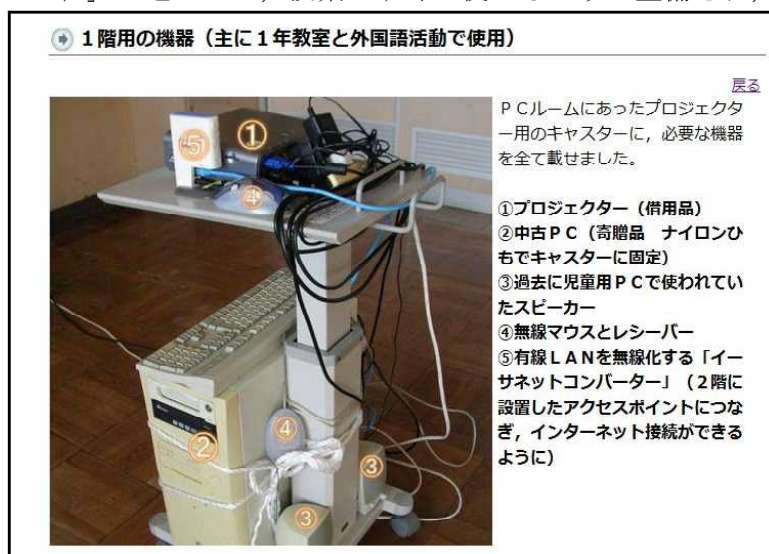 １階用の機器（主に１年教室と外国語活動で使用）
戻る
ＰＣルームにあったプロジェクタ
ー用のキャスターに，必要な機器
を全て載せました。
①プロジェクター（借用品）
②中古ＰＣ（寄贈品　ナイロンひ
もでキャスターに固定）
③過去に児童用ＰＣで使われてい
たスピーカー
④無線マウスとレシーバー
⑤有線ＬＡＮを無線化する「イー
サネットコンバーター」（２階に
設置したアクセスポイントにつな
ぎ，インターネット接続ができる
ように）
①
⑤
④
②
④
③
③